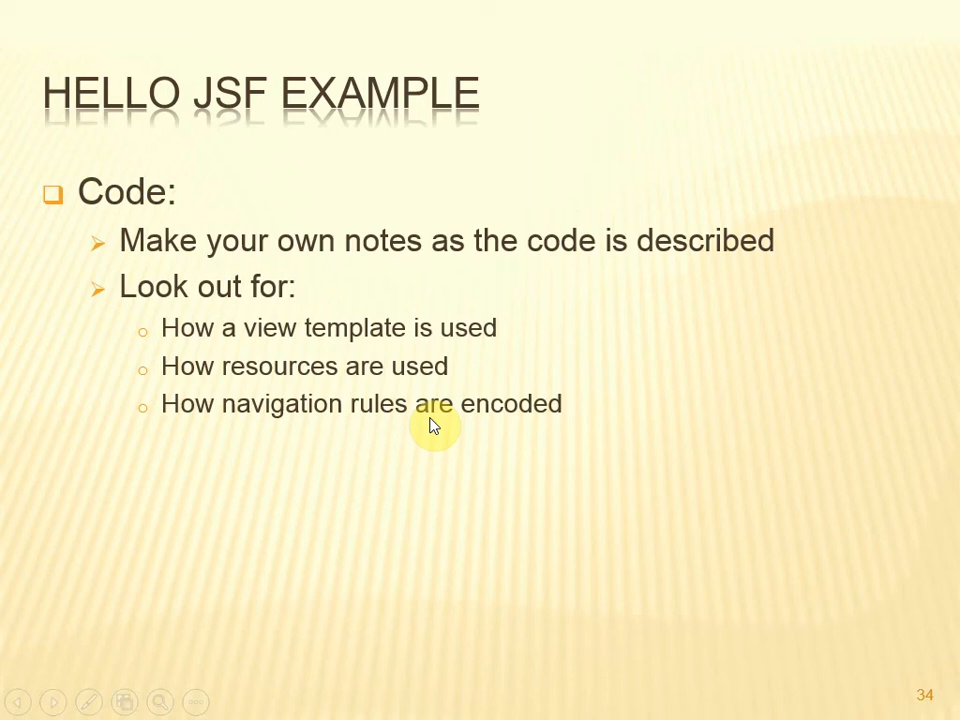 HELLO JSF EXAMPLE
Code:
Make your own notes as the code is described
Look out for:
How a view template is used
How resources are used
How navigation rules are encoded
34